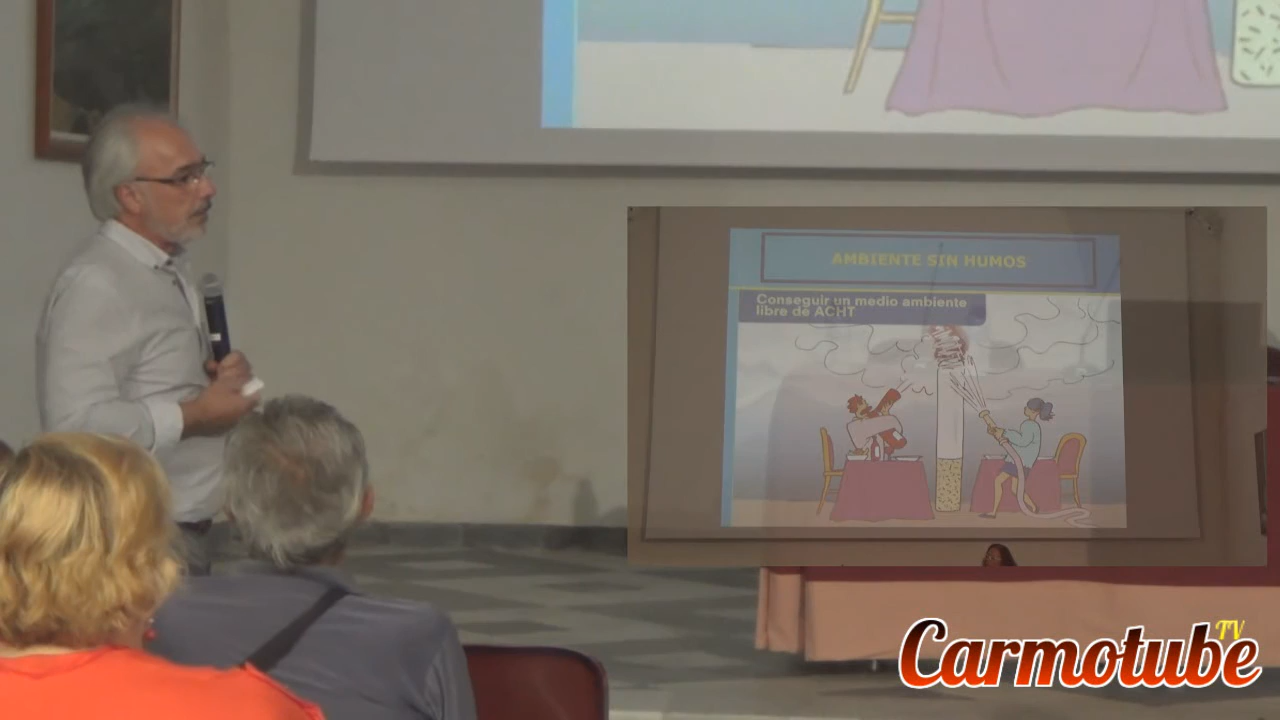 AMBIENTE SIN HUMOS
Conseguir un medio ambiente
libre de ACHT
Carmotube TV